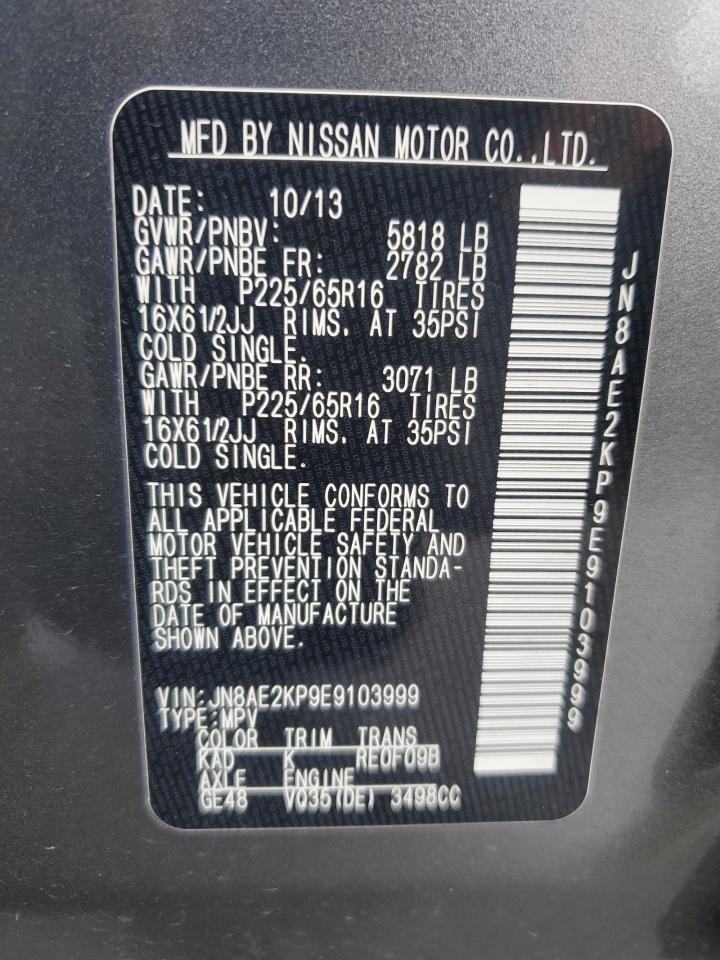 MFD BY NISSAN MOTOR CO.,LTD.
DATE: 10/13
GVWR/PNBV: 5818 LB
GAWR/PNBE FR: 2782 LB
WITH P225/65R16 TIRES
16X61/2JJ RIMS. AT 35PSI
COLD SINGLE.
GAWR/PNBE RR: 3071 LB
WITH P225/65R16 TIRES
16X61/2JJ RIMS. AT 35PSI
COLD SINGLE.
THIS VEHICLE CONFORMS TO
ALL APPLICABLE FEDERAL
MOTOR VEHICLE SAFETY AND
THEFT PREVENTION STANDA-
RDS IN EFFECT ON THE
DATE OF MANUFACTURE
SHOWN ABOVE.
VIN:JN8AE2KP9E9103999
TYPE:MPV
COLOR TRIM TRANS
KAD K RE0F09B
AXLE ENGINE
GE48 VQ35(DE) 3498CC
JN8AE2KP9E9103999